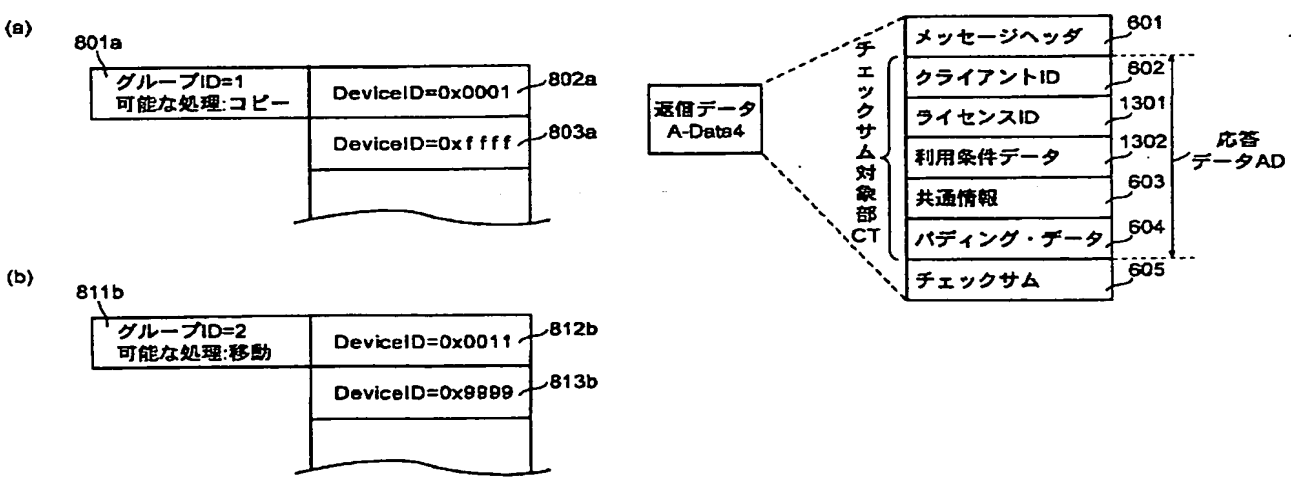 (a)
801a
グループID=1
可能な処理:コピー
DeviceID=0x0001
802a
DeviceID=0xffff
803a
(b)
811b
グループID=2
可能な処理:移動
DeviceID=0x0011
812b
DeviceID=0x9999
813b
返信データ
A-Data4
チェックサム対象部CT
メッセージヘッダ
601
クライアントID
602
ライセンスID
1301
利用条件データ
1302
共通情報
603
パディング・データ
604
チェックサム
605
応答
データAD